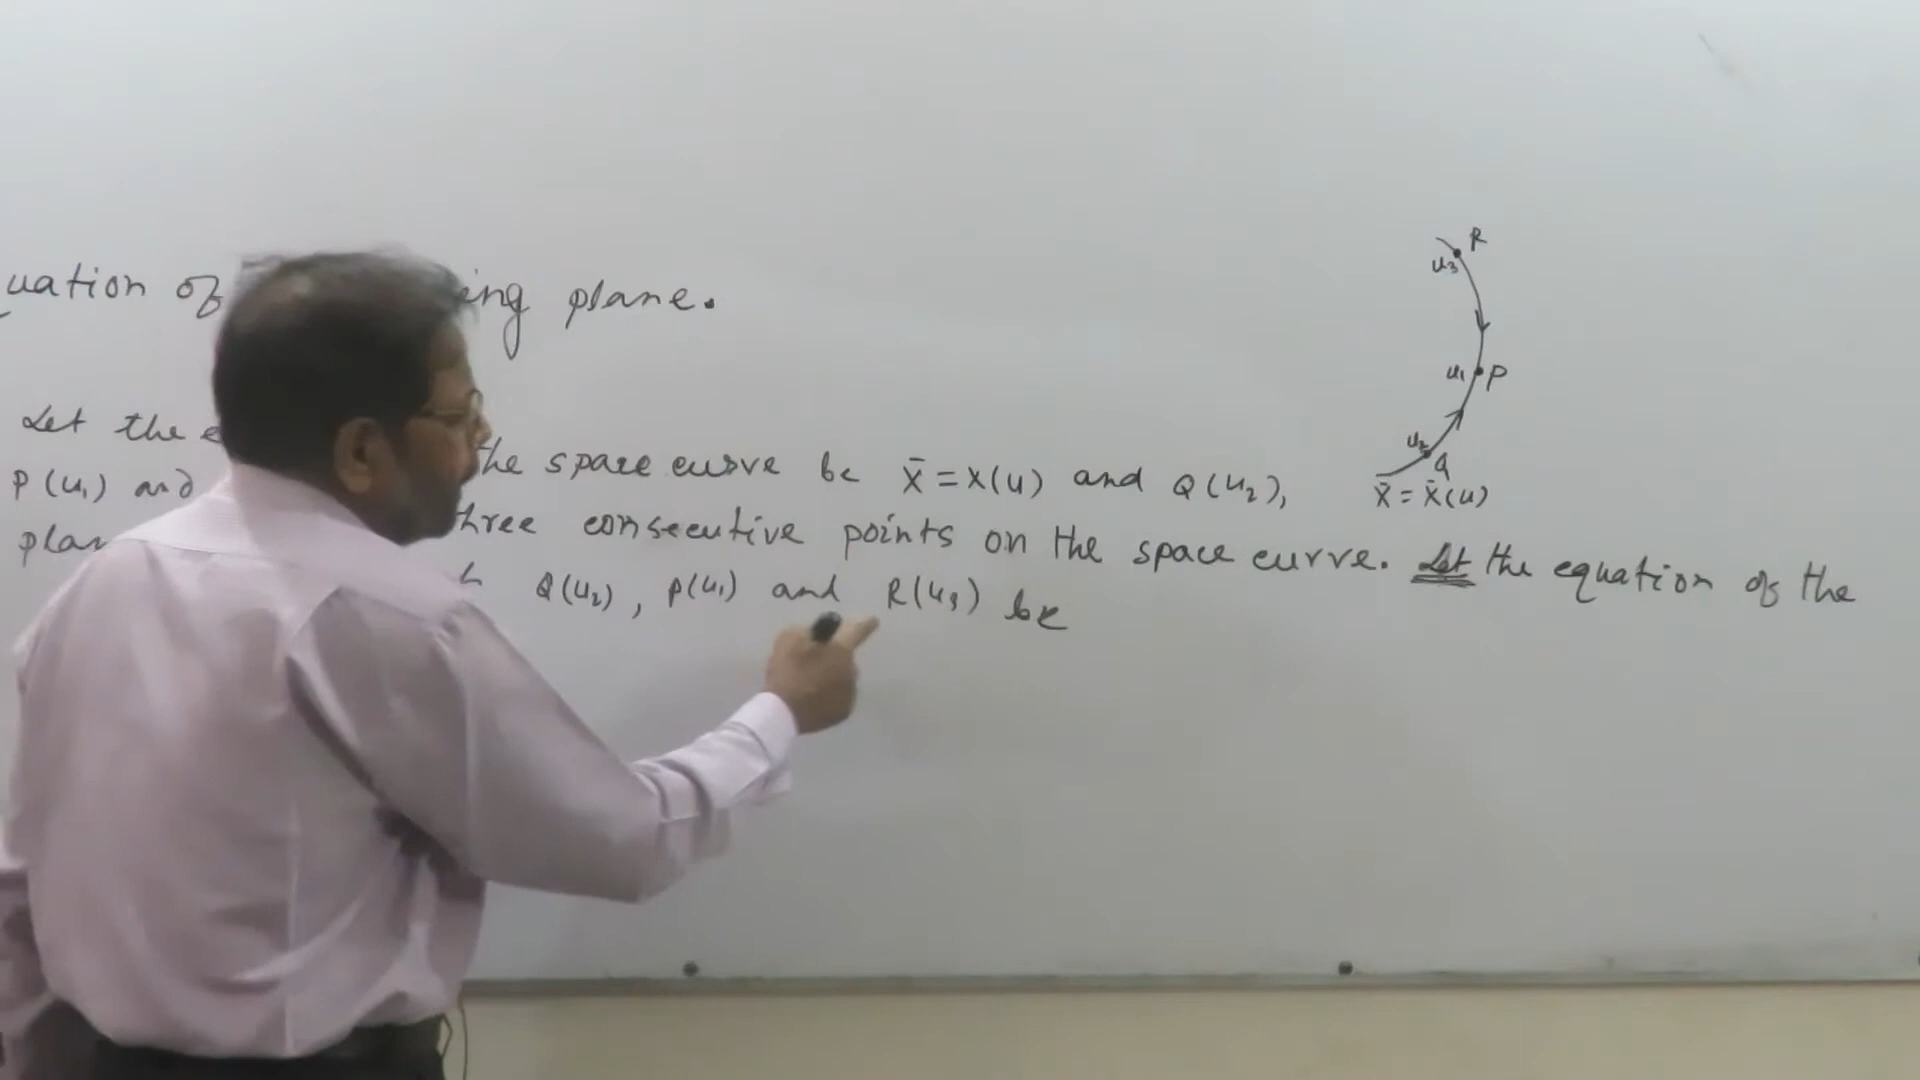 uation of ing plane.
Let the e the space curve be x̄ = x(u) and Q(u₂),
P(u₁) and three consecutive points on the space curve. Let the equation of the
plan Q(u₂), P(u₁) and R(u₃) be
R
u₃
u₁ P
u₂
Q
x̄ = x̄(u)